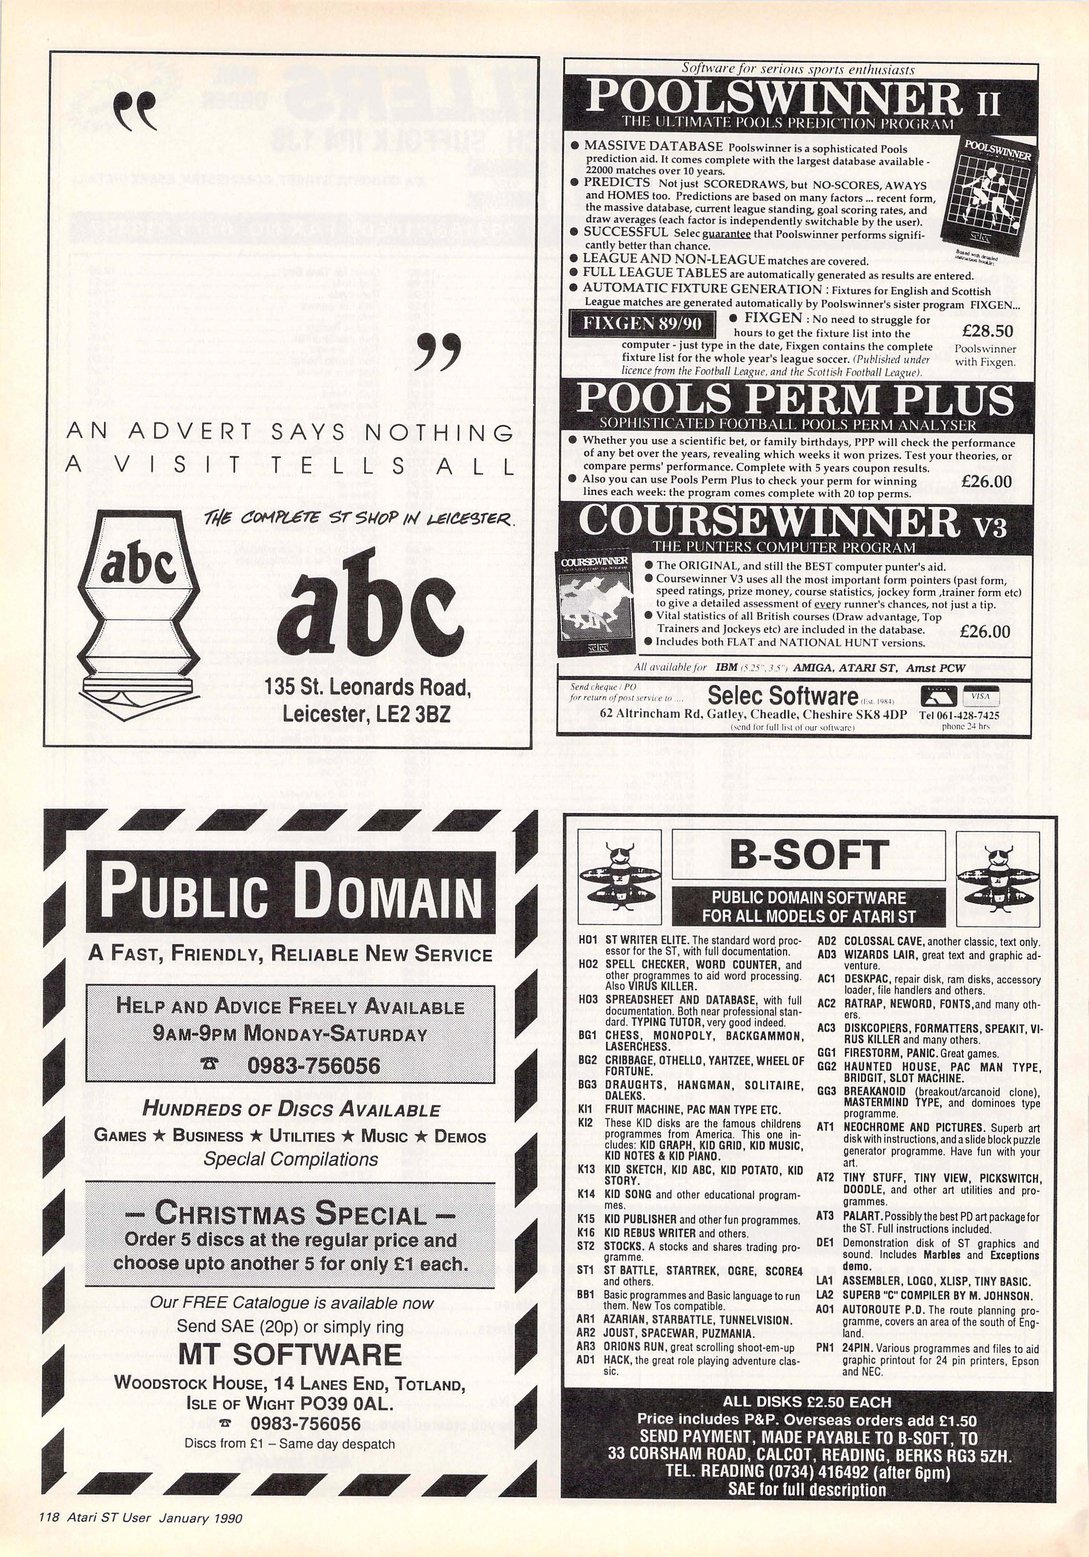 ”
”
AN ADVERT SAYS NOTHING
A VISIT TELLS ALL
THE COMPLETE ST SHOP IN LEICESTER.
abc
abc
135 St. Leonards Road,
Leicester, LE2 3BZ
Software for serious sports enthusiasts
POOLSWINNER II
THE ULTIMATE POOLS PREDICTION PROGRAM
● MASSIVE DATABASE Poolswinner is a sophisticated Pools
prediction aid. It comes complete with the largest database available -
22000 matches over 10 years.
● PREDICTS Not just SCOREDRAWS, but NO-SCORES, AWAYS
and HOMES too. Predictions are based on many factors ... recent form,
the massive database, current league standing, goal scoring rates, and
draw averages (each factor is independently switchable by the user).
● SUCCESSFUL Selec guarantee that Poolswinner performs signifi-
cantly better than chance.
● LEAGUE AND NON-LEAGUE matches are covered.
● FULL LEAGUE TABLES are automatically generated as results are entered.
● AUTOMATIC FIXTURE GENERATION : Fixtures for English and Scottish
League matches are generated automatically by Poolswinner's sister program FIXGEN...
POOLSWINNER
selec
Boxed with detailed
instruction booklet
FIXGEN 89/90
● FIXGEN : No need to struggle for
hours to get the fixture list into the
computer - just type in the date, Fixgen contains the complete
fixture list for the whole year's league soccer. (Published under
licence from the Football League, and the Scottish Football League).
£28.50
Poolswinner
with Fixgen.
POOLS PERM PLUS
SOPHISTICATED FOOTBALL POOLS PERM ANALYSER
● Whether you use a scientific bet, or family birthdays, PPP will check the performance
of any bet over the years, revealing which weeks it won prizes. Test your theories, or
compare perms' performance. Complete with 5 years coupon results.
● Also you can use Pools Perm Plus to check your perm for winning
lines each week: the program comes complete with 20 top perms.
£26.00
COURSEWINNER V3
THE PUNTERS COMPUTER PROGRAM
COURSEWINNER
selec
● The ORIGINAL, and still the BEST computer punter's aid.
● Coursewinner V3 uses all the most important form pointers (past form,
speed ratings, prize money, course statistics, jockey form ,trainer form etc)
to give a detailed assessment of every runner's chances, not just a tip.
● Vital statistics of all British courses (Draw advantage, Top
Trainers and Jockeys etc) are included in the database.
● Includes both FLAT and NATIONAL HUNT versions.
£26.00
All available for IBM (5.25", 3.5") AMIGA, ATARI ST, Amst PCW
Send cheque / PO
for return of post service to ....
Selec Software (Est. 1984)
VISA
62 Altrincham Rd, Gatley, Cheadle, Cheshire SK8 4DP Tel 061-428-7425
(send for full list of our software) phone 24 hrs
PUBLIC DOMAIN
A FAST, FRIENDLY, RELIABLE NEW SERVICE
HELP AND ADVICE FREELY AVAILABLE
9AM-9PM MONDAY-SATURDAY
☎ 0983-756056
HUNDREDS OF DISCS AVAILABLE
GAMES ★ BUSINESS ★ UTILITIES ★ MUSIC ★ DEMOS
Special Compilations
– CHRISTMAS SPECIAL –
Order 5 discs at the regular price and
choose upto another 5 for only £1 each.
Our FREE Catalogue is available now
Send SAE (20p) or simply ring
MT SOFTWARE
WOODSTOCK HOUSE, 14 LANES END, TOTLAND,
ISLE OF WIGHT PO39 0AL.
☎ 0983-756056
Discs from £1 – Same day despatch
B-SOFT
PUBLIC DOMAIN SOFTWARE
FOR ALL MODELS OF ATARI ST
HO1 ST WRITER ELITE. The standard word proc-
essor for the ST, with full documentation.
HO2 SPELL CHECKER, WORD COUNTER, and
other programmes to aid word processing.
Also VIRUS KILLER.
HO3 SPREADSHEET AND DATABASE, with full
documentation. Both near professional stan-
dard. TYPING TUTOR, very good indeed.
BG1 CHESS, MONOPOLY, BACKGAMMON,
LASERCHESS.
BG2 CRIBBAGE, OTHELLO, YAHTZEE, WHEEL OF
FORTUNE.
BG3 DRAUGHTS, HANGMAN, SOLITAIRE,
DALEKS.
KI1 FRUIT MACHINE, PAC MAN TYPE ETC.
KI2 These KID disks are the famous childrens
programmes from America. This one in-
cludes: KID GRAPH, KID GRID, KID MUSIC,
KID NOTES & KID PIANO.
K13 KID SKETCH, KID ABC, KID POTATO, KID
STORY.
K14 KID SONG and other educational program-
mes.
K15 KID PUBLISHER and other fun programmes.
K16 KID REBUS WRITER and others.
ST2 STOCKS. A stocks and shares trading pro-
gramme.
ST1 ST BATTLE, STARTREK, OGRE, SCORE4
and others.
BB1 Basic programmes and Basic language to run
them. New Tos compatible.
AR1 AZARIAN, STARBATTLE, TUNNELVISION.
AR2 JOUST, SPACEWAR, PUZMANIA.
AR3 ORIONS RUN, great scrolling shoot-em-up
AD1 HACK, the great role playing adventure clas-
sic.
AD2 COLOSSAL CAVE, another classic, text only.
AD3 WIZARDS LAIR, great text and graphic ad-
venture.
AC1 DESKPAC, repair disk, ram disks, accessory
loader, file handlers and others.
AC2 RATRAP, NEWORD, FONTS,and many oth-
ers.
AC3 DISKCOPIERS, FORMATTERS, SPEAKIT, VI-
RUS KILLER and many others.
GG1 FIRESTORM, PANIC. Great games.
GG2 HAUNTED HOUSE, PAC MAN TYPE,
BRIDGIT, SLOT MACHINE.
GG3 BREAKANOID (breakout/arcanoid clone),
MASTERMIND TYPE, and dominoes type
programme.
AT1 NEOCHROME AND PICTURES. Superb art
disk with instructions, and a slide block puzzle
generator programme. Have fun with your
art.
AT2 TINY STUFF, TINY VIEW, PICKSWITCH,
DOODLE, and other art utilities and pro-
grammes.
AT3 PALART. Possibly the best PD art package for
the ST. Full instructions included.
DE1 Demonstration disk of ST graphics and
sound. Includes Marbles and Exceptions
demo.
LA1 ASSEMBLER, LOGO, XLISP, TINY BASIC.
LA2 SUPERB "C" COMPILER BY M. JOHNSON.
AO1 AUTOROUTE P.D. The route planning pro-
gramme, covers an area of the south of Eng-
land.
PN1 24PIN. Various programmes and files to aid
graphic printout for 24 pin printers, Epson
and NEC.
ALL DISKS £2.50 EACH
Price includes P&P. Overseas orders add £1.50
SEND PAYMENT, MADE PAYABLE TO B-SOFT, TO
33 CORSHAM ROAD, CALCOT, READING, BERKS RG3 5ZH.
TEL. READING (0734) 416492 (after 6pm)
SAE for full description
118 Atari ST User January 1990